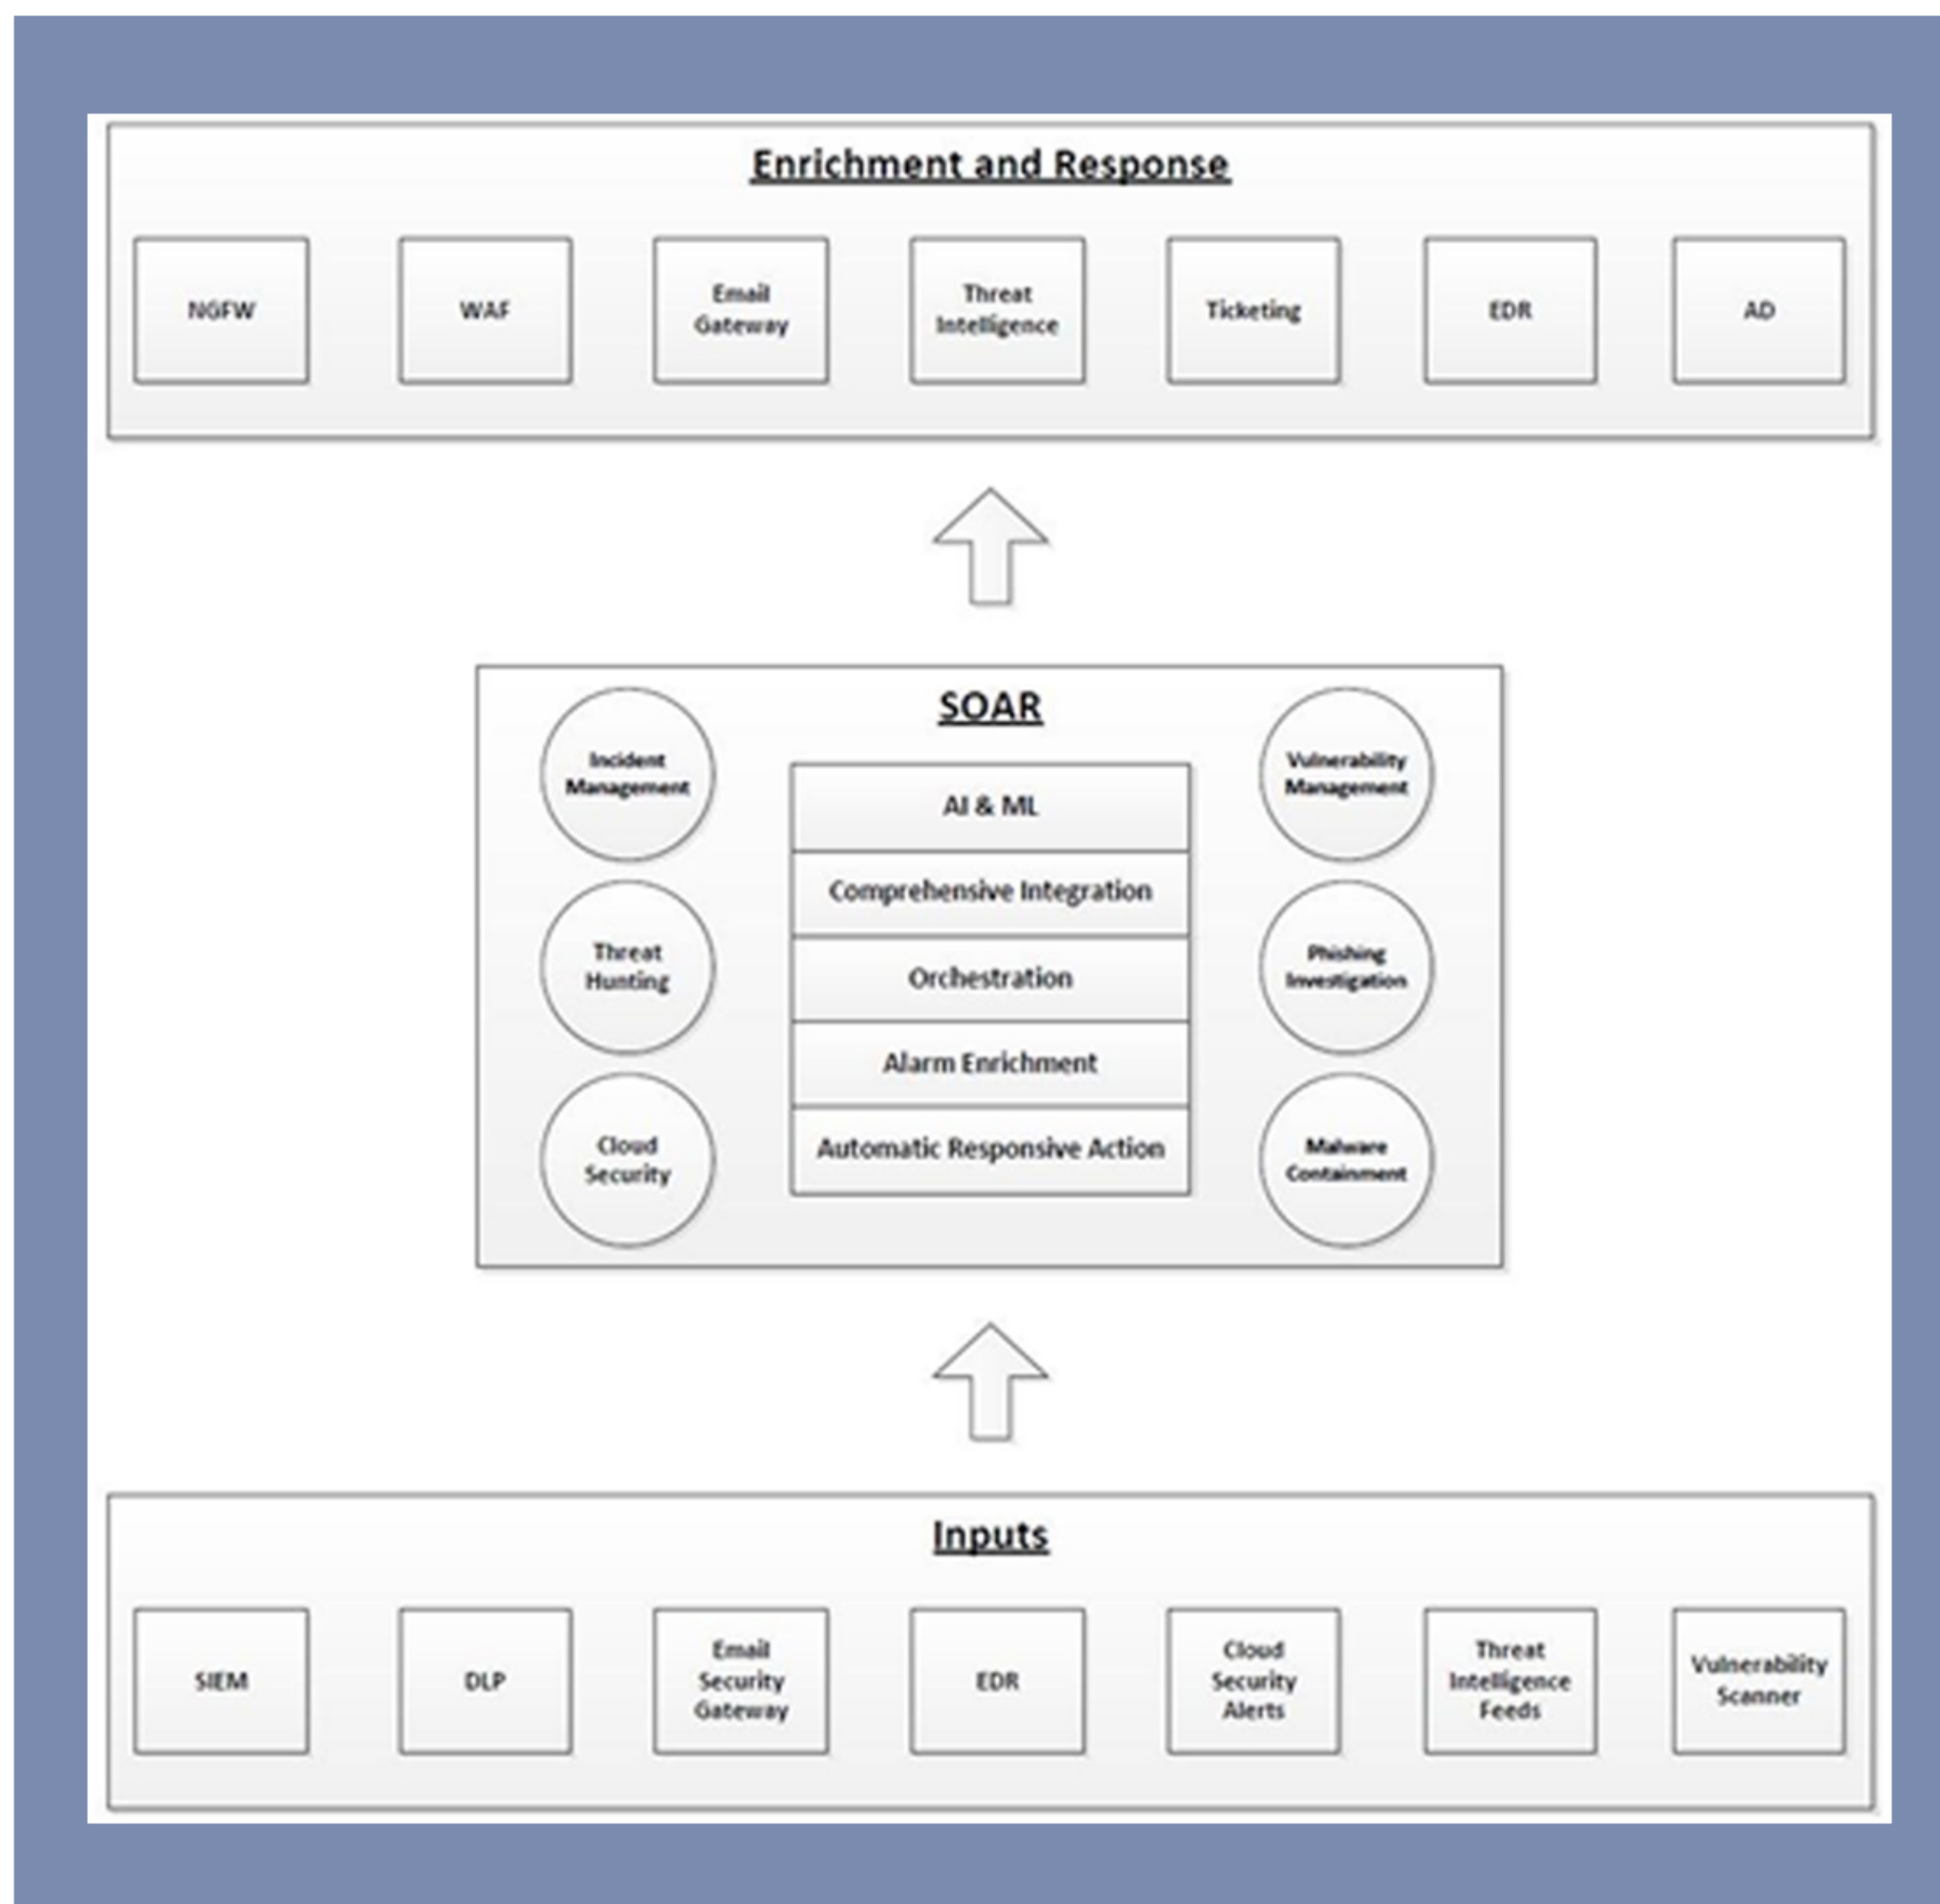 Enrichment and Response
NGFW
WAF
Email
Gateway
Threat
Intelligence
Ticketing
EDR
AD
SOAR
Incident
Management
Threat
Hunting
Cloud
Security
AI & ML
Comprehensive Integration
Orchestration
Alarm Enrichment
Automatic Responsive Action
Vulnerability
Management
Phishing
Investigation
Malware
Containment
Inputs
SIEM
DLP
Email
Security
Gateway
EDR
Cloud
Security
Alerts
Threat
Intelligence
Feeds
Vulnerability
Scanner